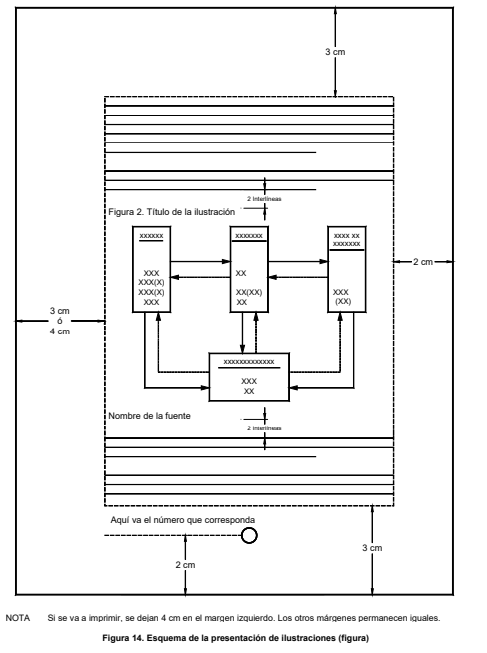 3 cm
2 Interlíneas
Figura 2. Título de la ilustración
xxxxxx
xxxxxxx
xxxx xx
xxxxxxx
2 cm
XXX
XXX(X)
XXX(X)
XXX
XX
XX(XX)
XX
XXX
(XX)
3 cm
ó
4 cm
xxxxxxxxxxxxx
XXX
XX
Nombre de la fuente
2 Interlíneas
Aquí va el número que corresponda
2 cm
3 cm
NOTA Si se va a imprimir, se dejan 4 cm en el margen izquierdo. Los otros márgenes permanecen iguales.
Figura 14. Esquema de la presentación de ilustraciones (figura)